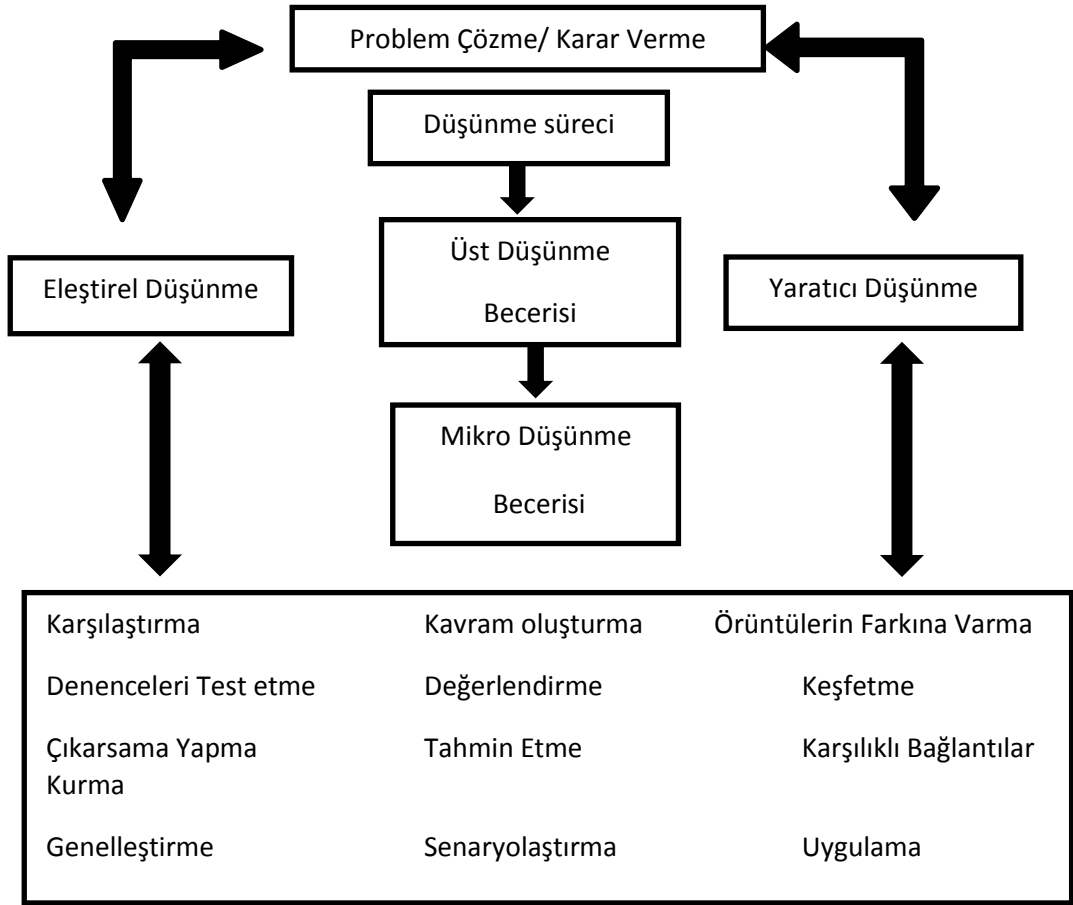 Problem Çözme/ Karar Verme
Düşünme süreci
Üst Düşünme
Becerisi
Eleştirel Düşünme
Yaratıcı Düşünme
Mikro Düşünme
Becerisi
Karşılaştırma Kavram oluşturma Örüntülerin Farkına Varma
Denenceleri Test etme Değerlendirme Keşfetme
Çıkarsama Yapma Tahmin Etme Karşılıklı Bağlantılar
Kurma
Genelleştirme Senaryolaştırma Uygulama